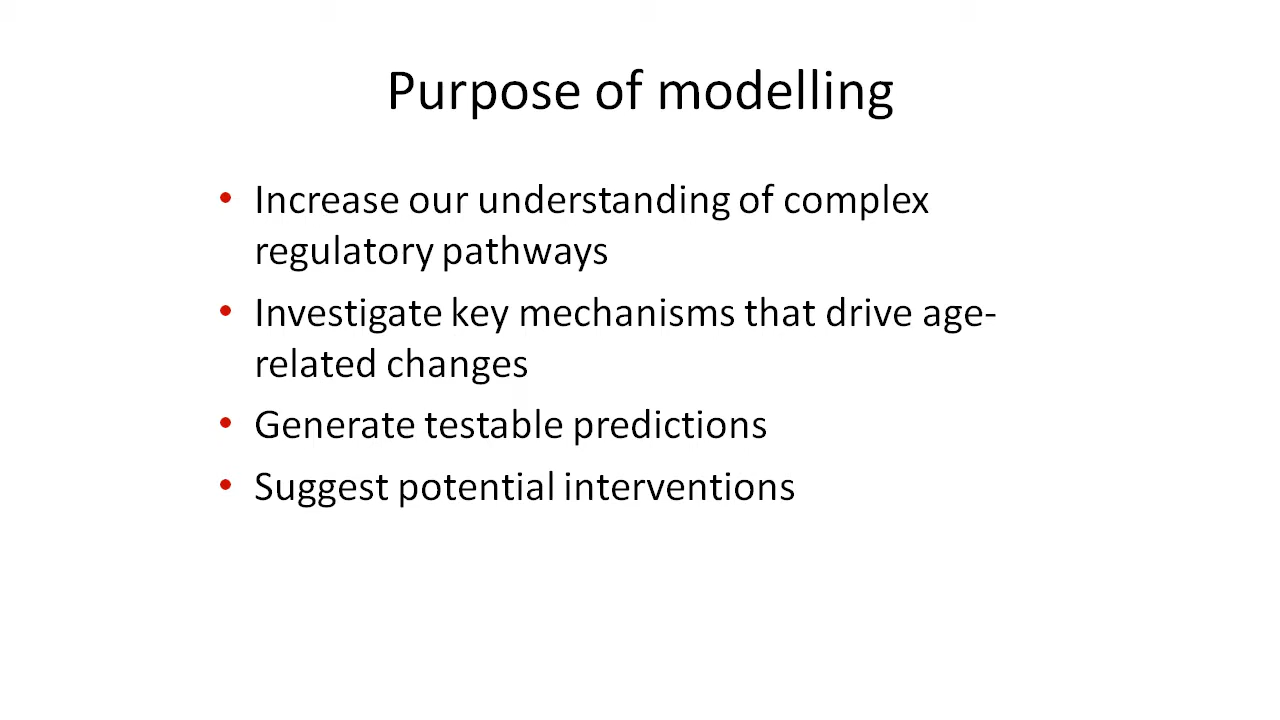 Purpose of modelling
• Increase our understanding of complex
regulatory pathways
• Investigate key mechanisms that drive age-
related changes
• Generate testable predictions
• Suggest potential interventions